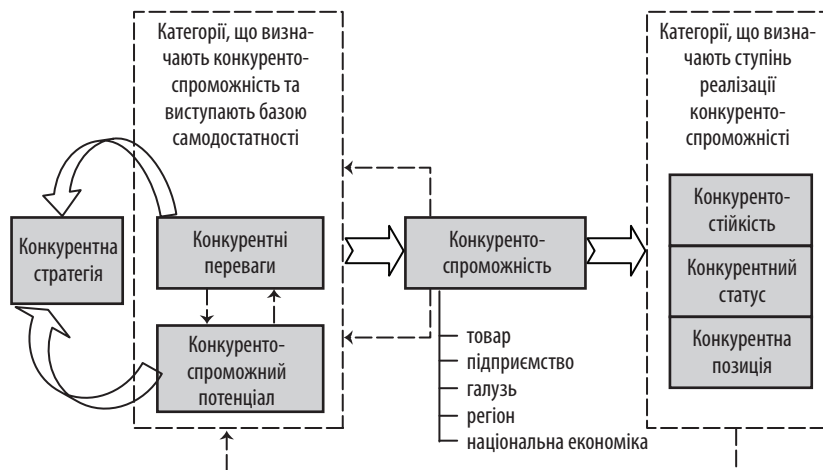 Категорії, що визна-
чають конкуренто-
спроможність та
виступають базою
самодостатності
Категорії, що визна-
чають ступінь
реалізації
конкуренто-
спроможністі
Конкурентна
стратегія
Конкурентні
переваги
Конкуренто-
спроможний
потенціал
Конкуренто-
спроможність
товар
підприємство
галузь
регіон
національна економіка
Конкуренто-
стійкість
Конкурентний
статус
Конкурентна
позиція